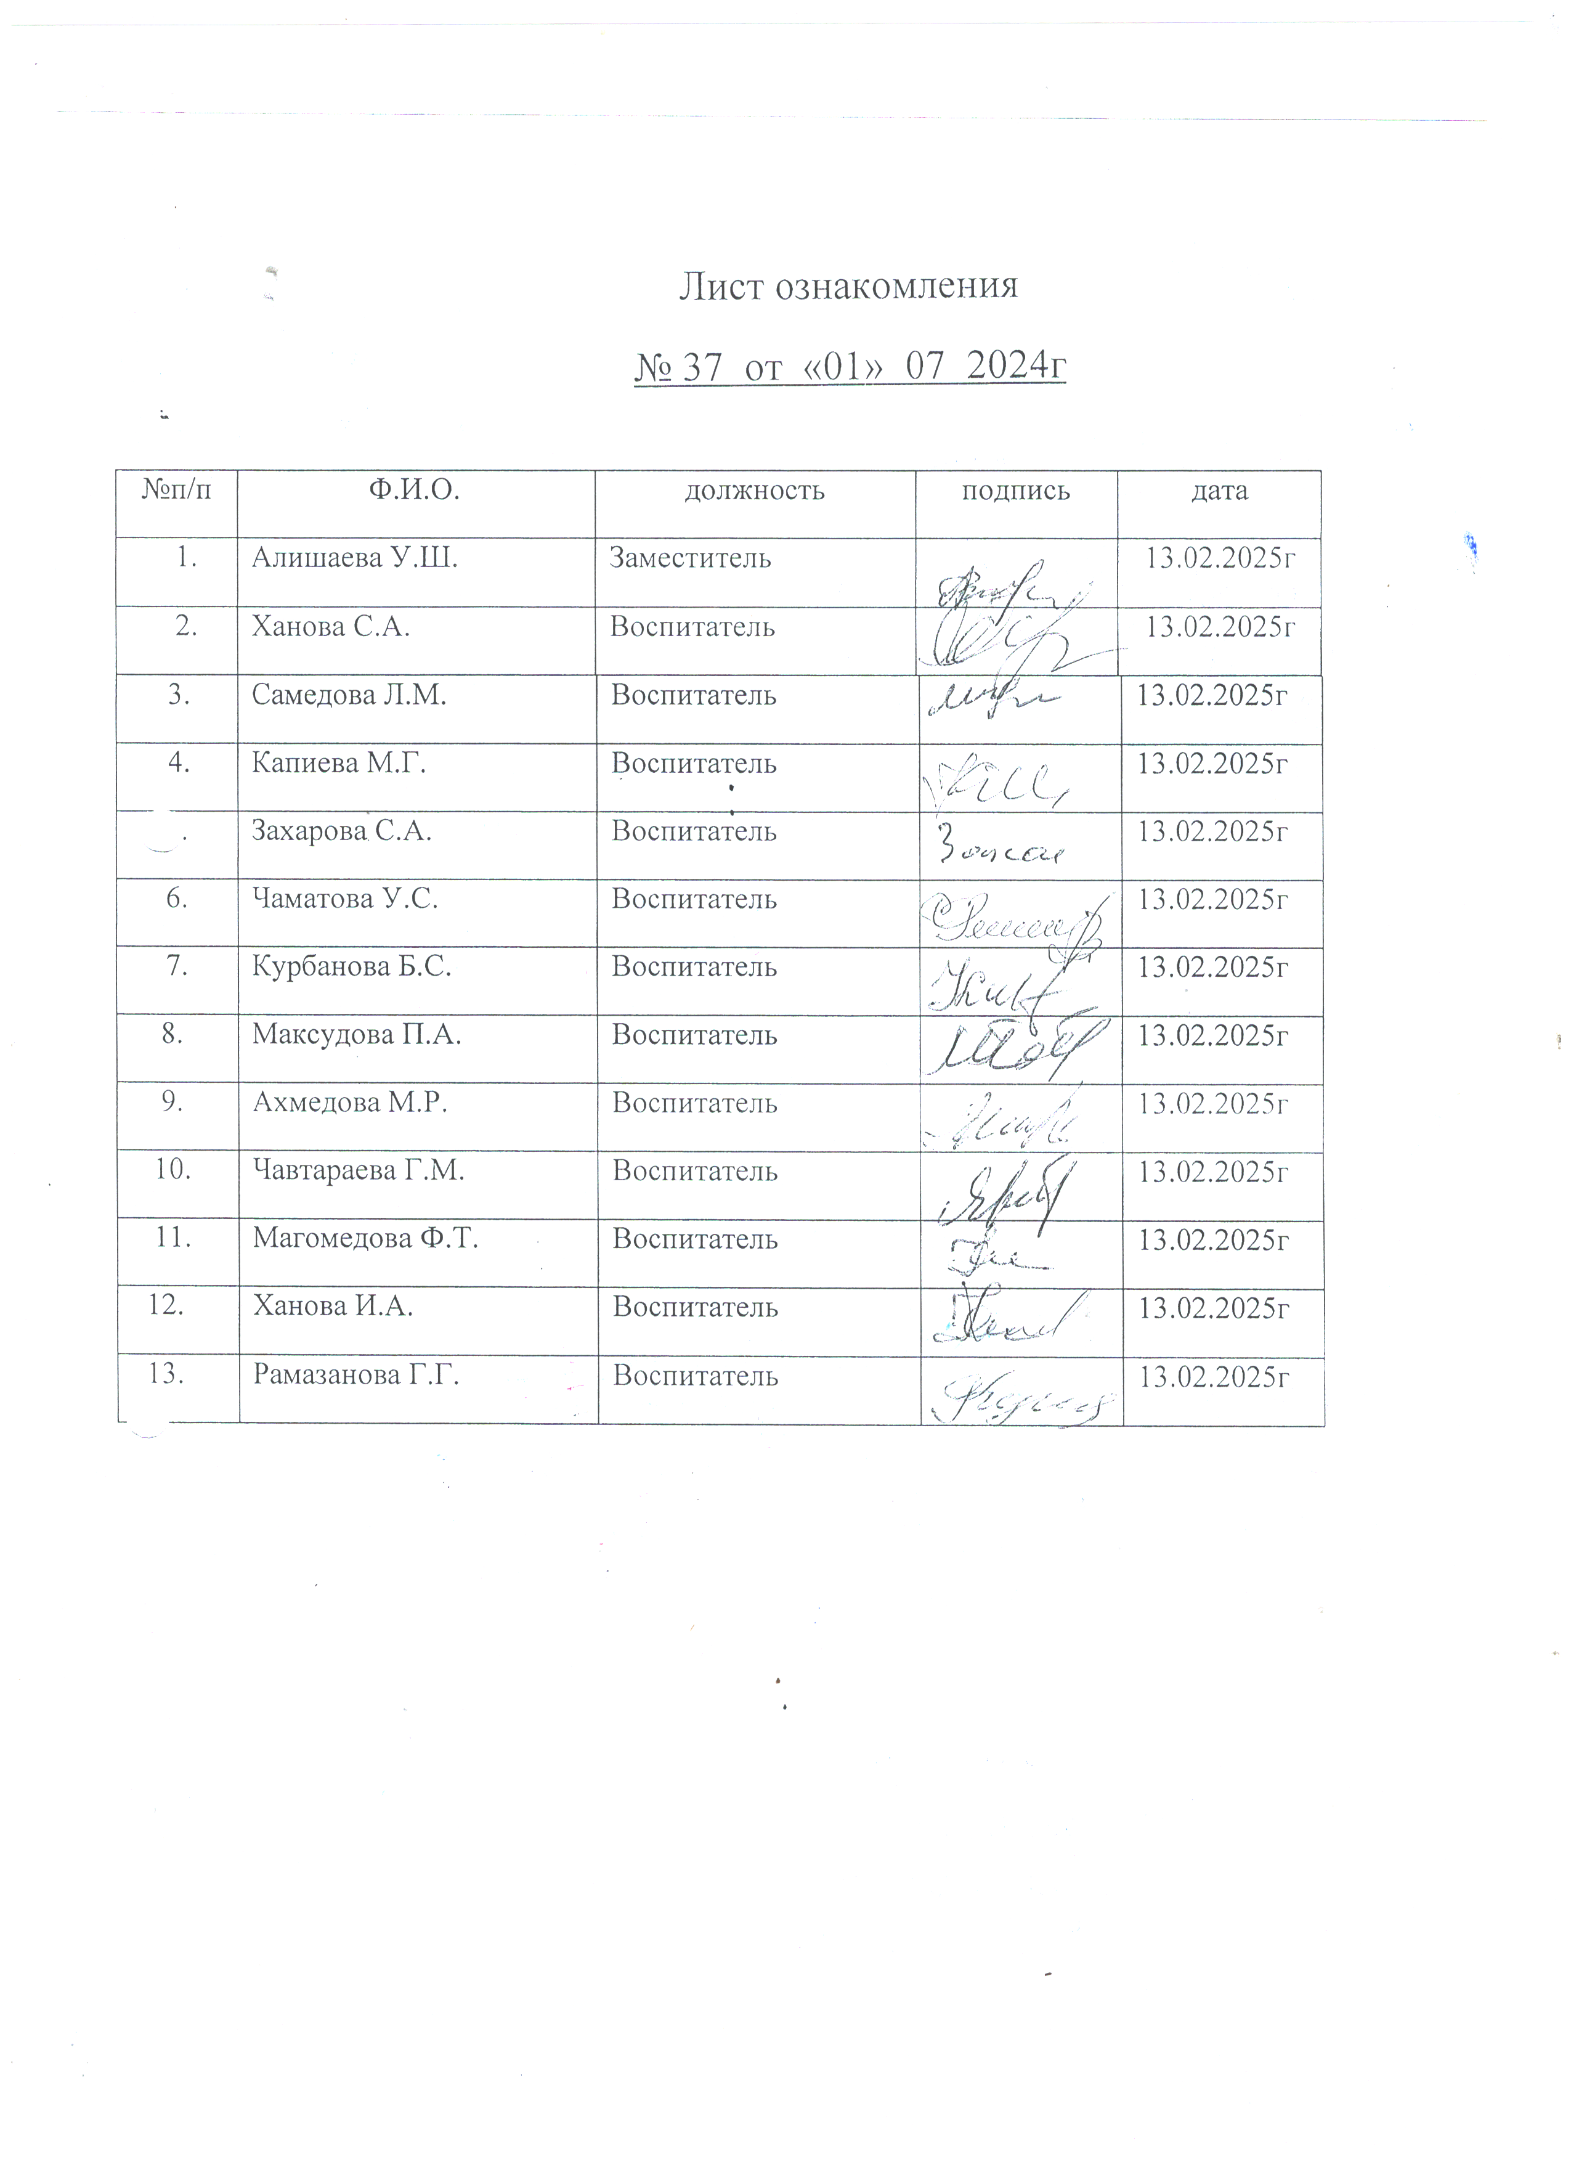 Лист ознакомления
№ 37 от «01» 07 2024г
№п/п Ф.И.О. должность подпись дата
1. Алишаева У.Ш. Заместитель 13.02.2025г
2. Ханова С.А. Воспитатель 13.02.2025г
3. Самедова Л.М. Воспитатель 13.02.2025г
4. Капиева М.Г. Воспитатель 13.02.2025г
. Захарова С.А. Воспитатель 13.02.2025г
6. Чаматова У.С. Воспитатель 13.02.2025г
7. Курбанова Б.С. Воспитатель 13.02.2025г
8. Максудова П.А. Воспитатель 13.02.2025г
9. Ахмедова М.Р. Воспитатель 13.02.2025г
10. Чавтараева Г.М. Воспитатель 13.02.2025г
11. Магомедова Ф.Т. Воспитатель 13.02.2025г
12. Ханова И.А. Воспитатель 13.02.2025г
13. Рамазанова Г.Г. Воспитатель 13.02.2025г